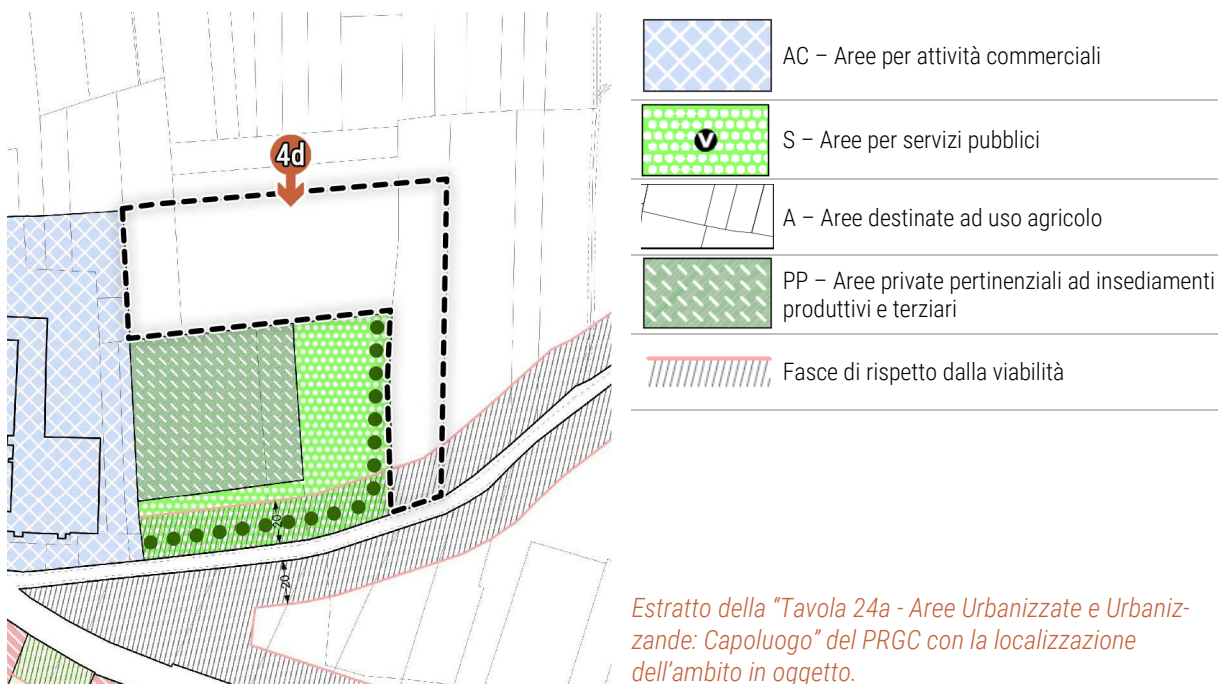 4d
20
20
AC – Aree per attività commerciali
V
S – Aree per servizi pubblici
A – Aree destinate ad uso agricolo
PP – Aree private pertinenziali ad insediamenti
produttivi e terziari
Fasce di rispetto dalla viabilità
Estratto della “Tavola 24a - Aree Urbanizzate e Urbaniz-
zande: Capoluogo” del PRGC con la localizzazione
dell’ambito in oggetto.